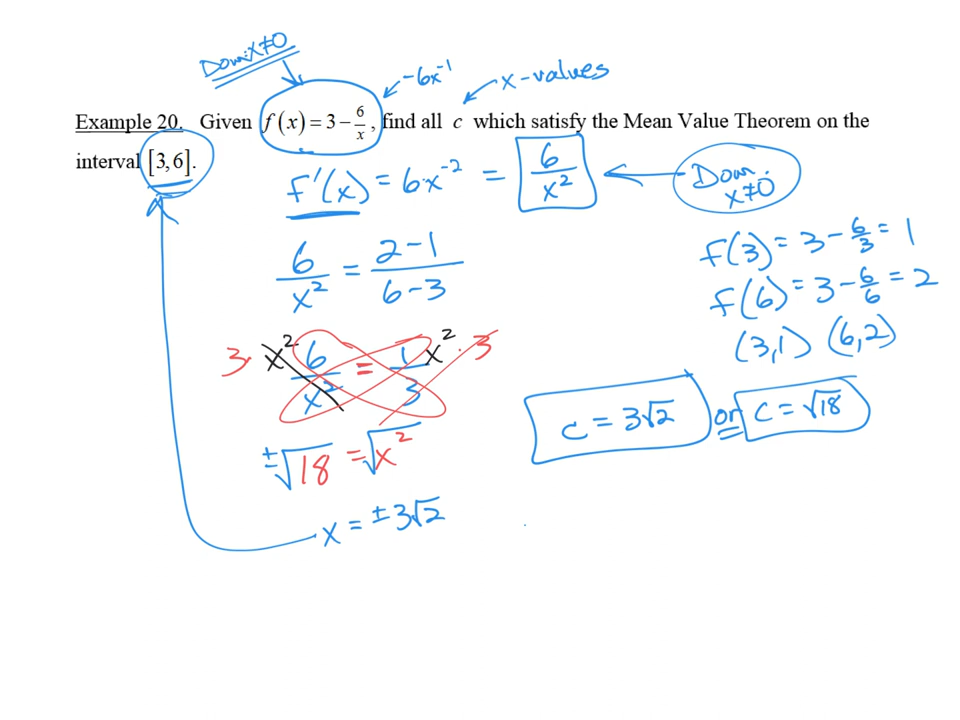 Dom: x≠0
-6x⁻¹
x-values
Example 20. Given f(x) = 3 − 6/x, find all c which satisfy the Mean Value Theorem on the
interval [3,6].
f'(x) = 6·x⁻² = 6/x²
Dom: x≠0
f(3) = 3 − 6/3 = 1
6/x² = (2−1)/(6−3)
f(6) = 3 − 6/6 = 2
(3,1) (6,2)
3· x² 6/x² = 1/3 x² · 3
c = 3√2 or c = √18
±√18 = √x²
x = ±3√2